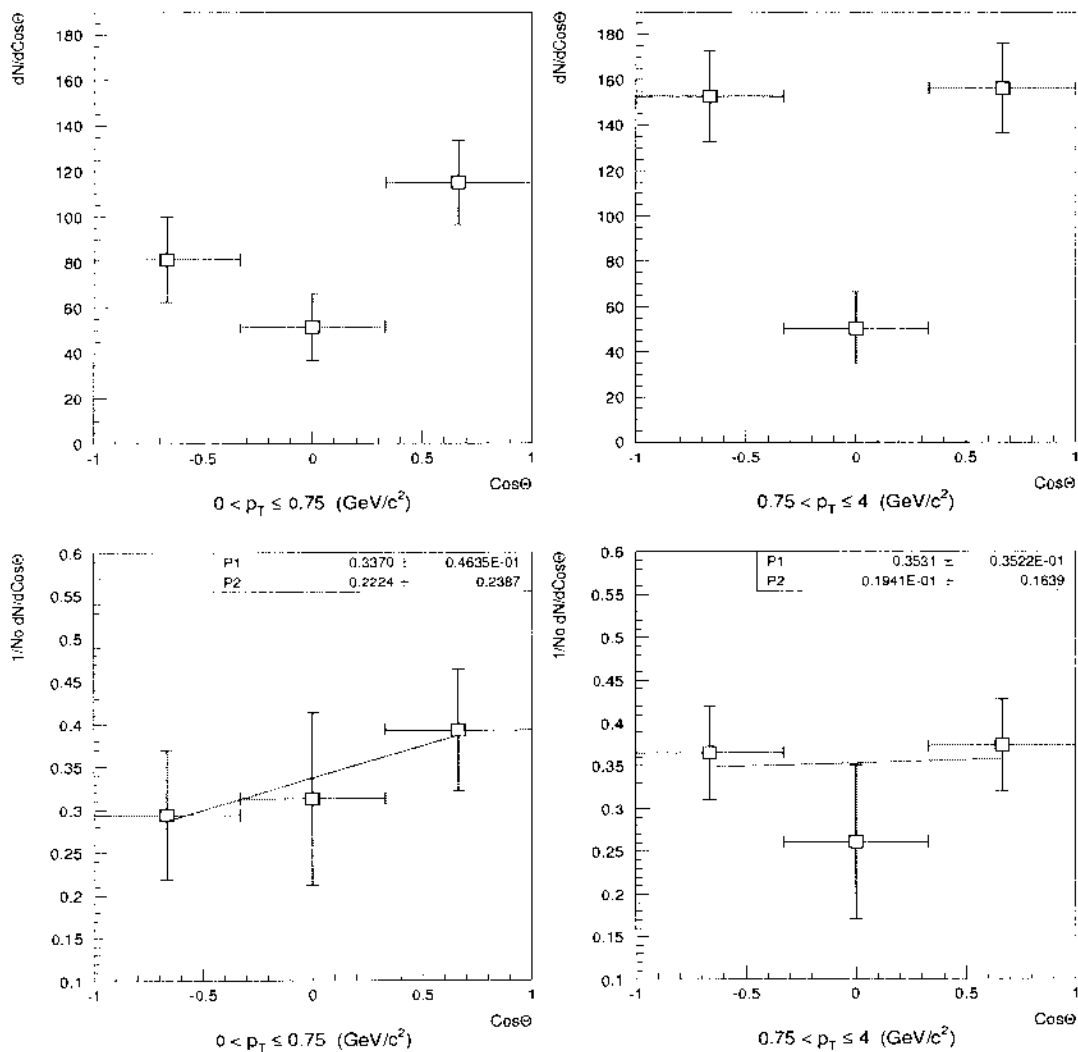 dN/dCosΘ
180
160
140
120
100
80
60
40
20
0
-1 -0.5 0 0.5 1
CosΘ
0 < pT ≤ 0.75 (GeV/c²)
dN/dCosΘ
180
160
140
120
100
80
60
40
20
0
-1 -0.5 0 0.5 1
CosΘ
0.75 < pT ≤ 4 (GeV/c²)
1/No dN/dCosΘ
0.6
0.55
0.5
0.45
0.4
0.35
0.3
0.25
0.2
0.15
0.1
P1 0.3370 ± 0.4635E-01
P2 0.2224 ± 0.2387
-1 -0.5 0 0.5 1
CosΘ
0 < pT ≤ 0.75 (GeV/c²)
1/No dN/dCosΘ
0.6
0.55
0.5
0.45
0.4
0.35
0.3
0.25
0.2
0.15
0.1
P1 0.3531 ± 0.3522E-01
P2 0.1941E-01 ± 0.1639
-1 -0.5 0 0.5 1
CosΘ
0.75 < pT ≤ 4 (GeV/c²)